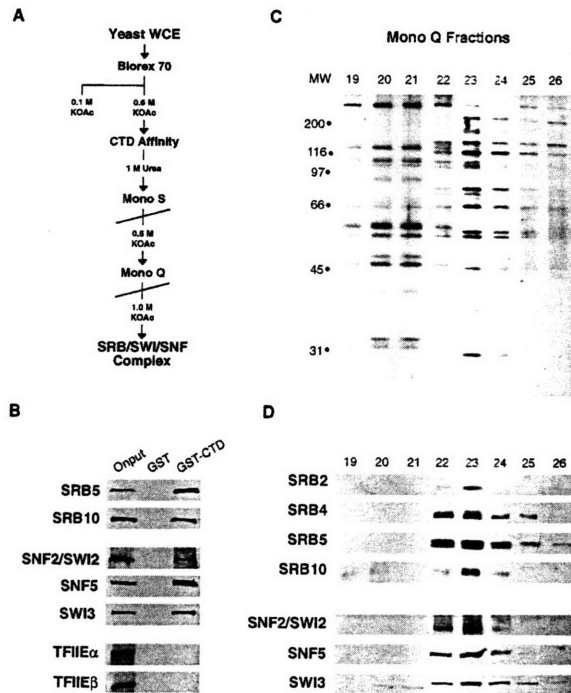 A
Yeast WCE
Biorex 70
0.1 M
KOAc
0.6 M
KOAc
CTD Affinity
1 M Urea
Mono S
0.6 M
KOAc
Mono Q
1.0 M
KOAc
SRB/SWI/SNF
Complex
B
Onput GST GST-CTD
SRB5
SRB10
SNF2/SWI2
SNF5
SWI3
TFIIEα
TFIIEβ
C
Mono Q Fractions
MW 19 20 21 22 23 24 25 26
200•
116•
97•
66•
45•
31•
D
19 20 21 22 23 24 25 26
SRB2
SRB4
SRB5
SRB10
SNF2/SWI2
SNF5
SWI3